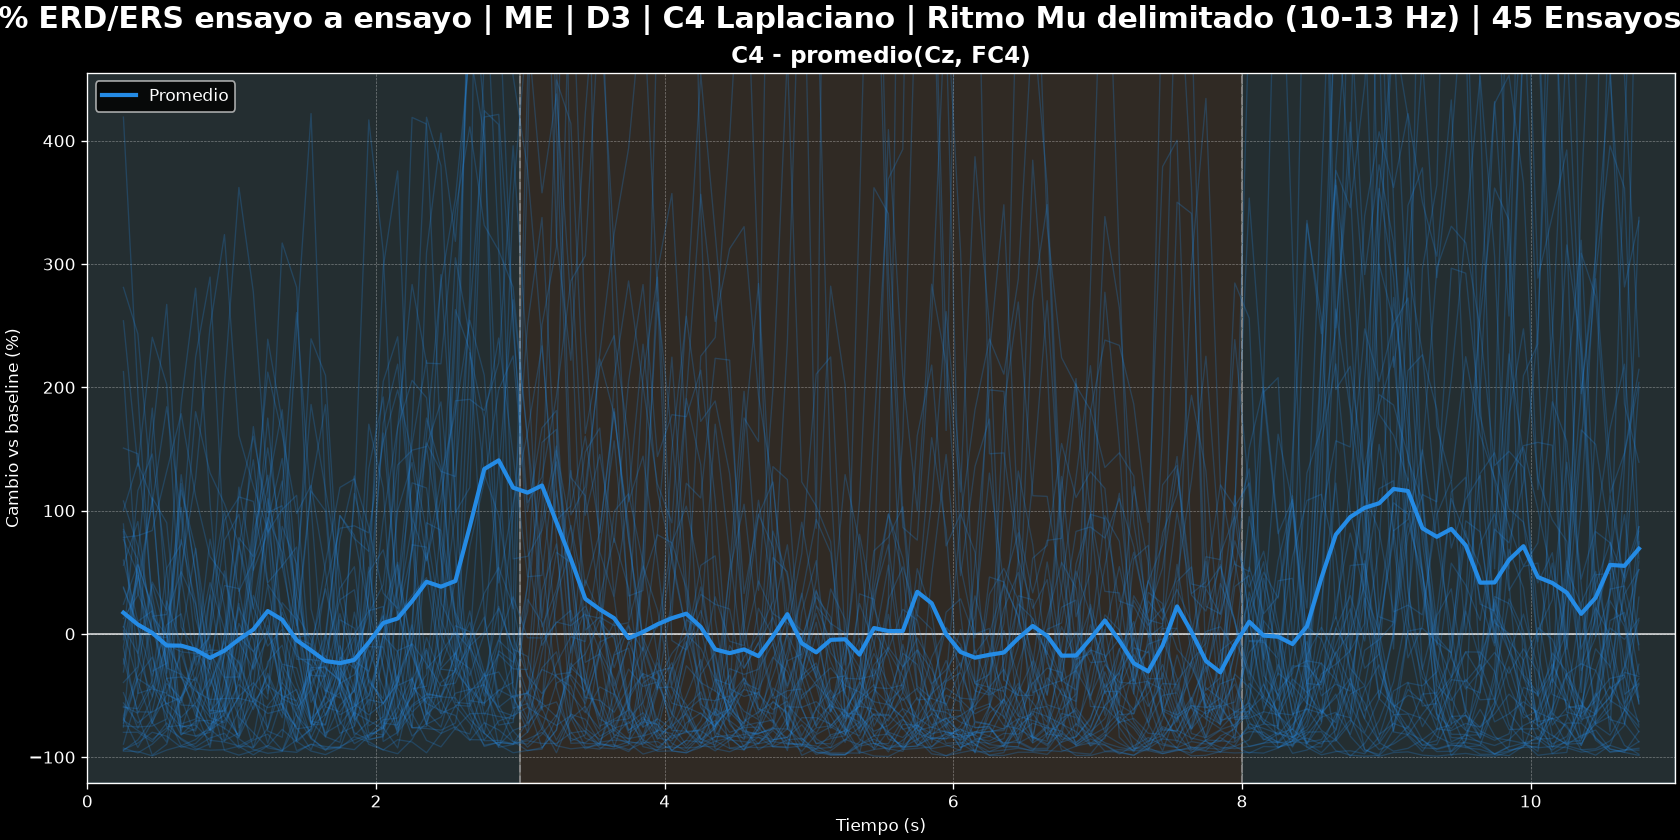 % ERD/ERS ensayo a ensayo | ME | D3 | C4 Laplaciano | Ritmo Mu delimitado (10-13 Hz) | 45 Ensayos
C4 - promedio(Cz, FC4)
Promedio
Cambio vs baseline (%)
400
300
200
100
0
−100
0 2 4 6 8 10
Tiempo (s)